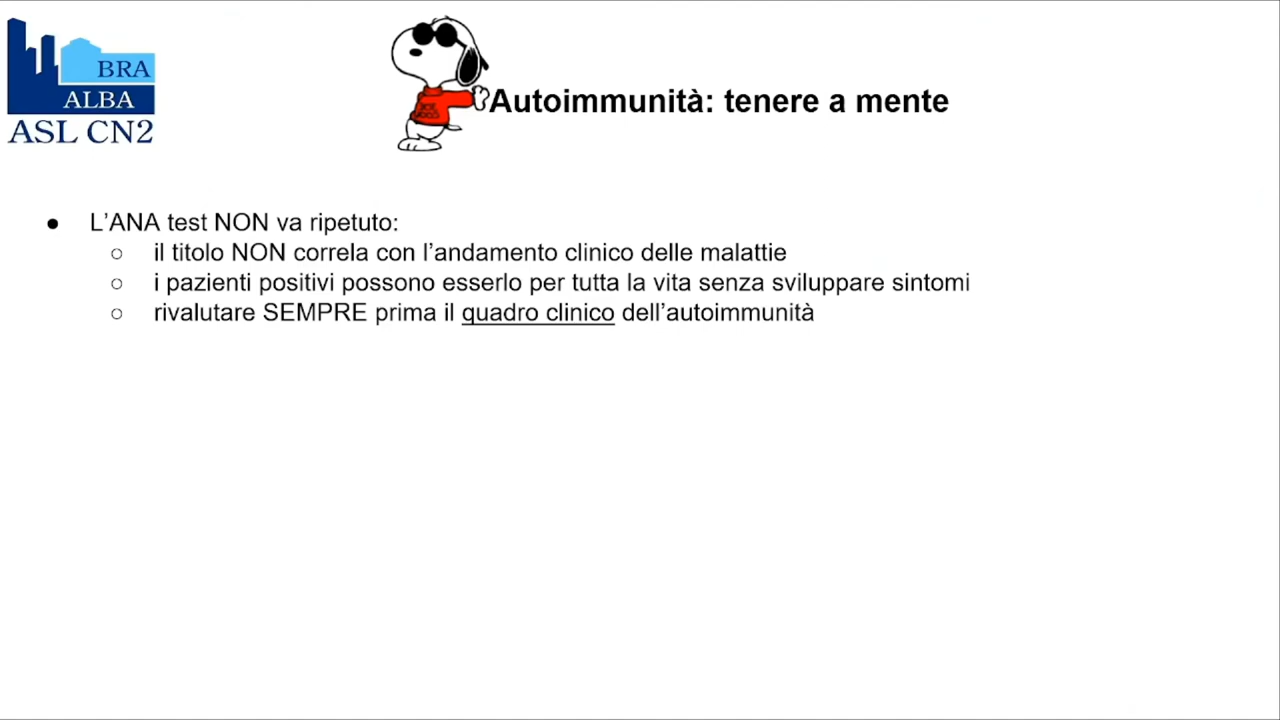 BRA
ALBA
ASL CN2
Autoimmunità: tenere a mente
● L’ANA test NON va ripetuto:
○ il titolo NON correla con l’andamento clinico delle malattie
○ i pazienti positivi possono esserlo per tutta la vita senza sviluppare sintomi
○ rivalutare SEMPRE prima il quadro clinico dell’autoimmunità